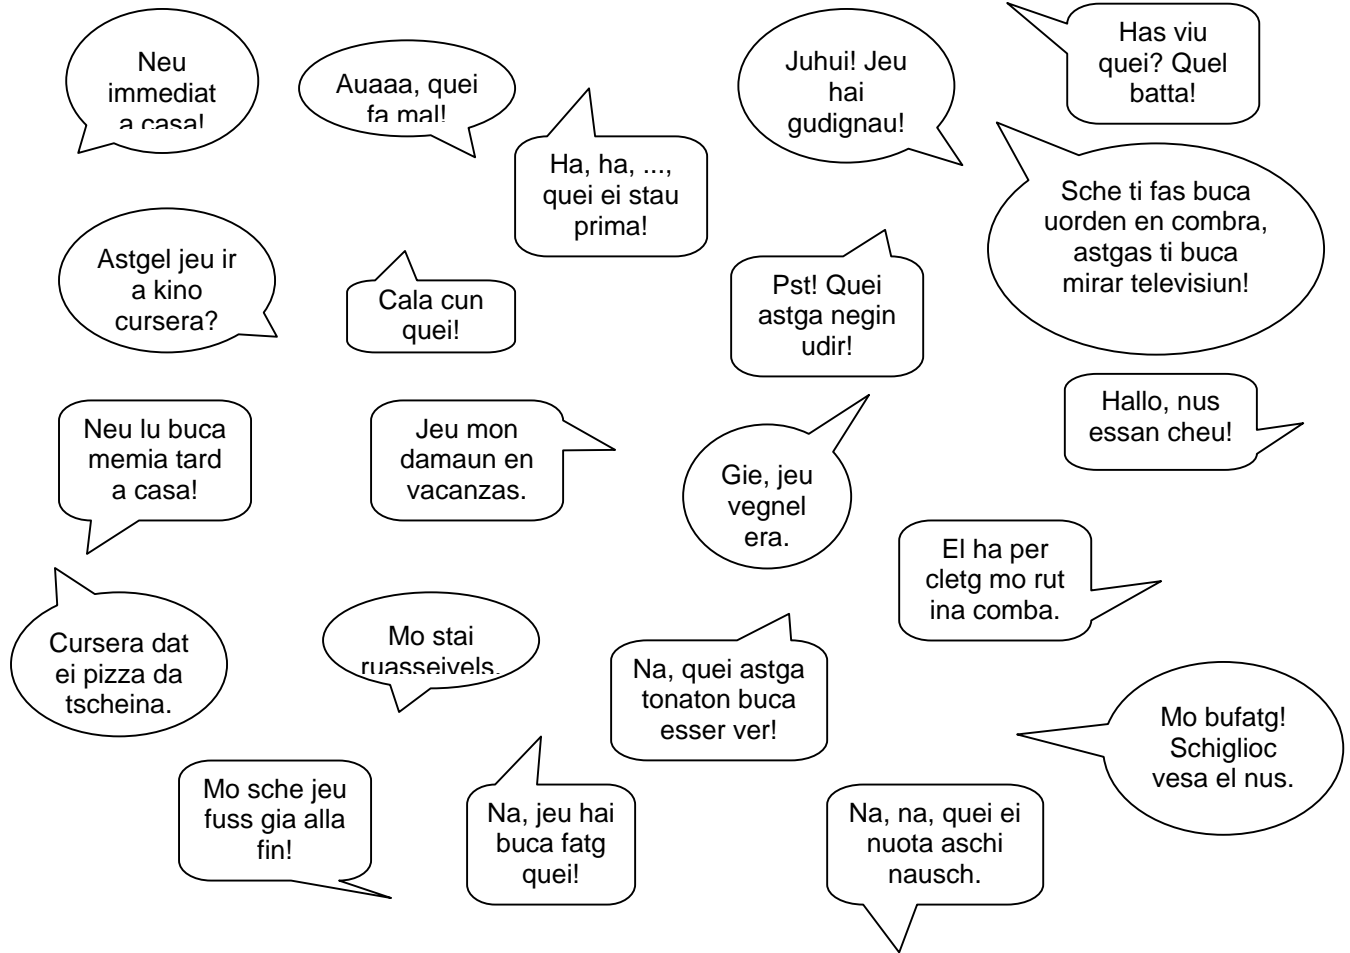 Neu
immediat
a casa!
Auaaa, quei
fa mal!
Ha, ha, ...,
quei ei stau
prima!
Juhui! Jeu
hai
gudignau!
Has viu
quei? Quel
batta!
Sche ti fas buca
uorden en combra,
astgas ti buca
mirar televisiun!
Astgel jeu ir
a kino
cursera?
Cala cun
quei!
Pst! Quei
astga negin
udir!
Hallo, nus
essan cheu!
Neu lu buca
memia tard
a casa!
Jeu mon
damaun en
vacanzas.
Gie, jeu
vegnel
era.
El ha per
cletg mo rut
ina comba.
Cursera dat
ei pizza da
tscheina.
Mo stai
ruasseivels.
Na, quei astga
tonaton buca
esser ver!
Mo bufatg!
Schiglioc
vesa el nus.
Mo sche jeu
fuss gia alla
fin!
Na, jeu hai
buca fatg
quei!
Na, na, quei ei
nuota aschi
nausch.